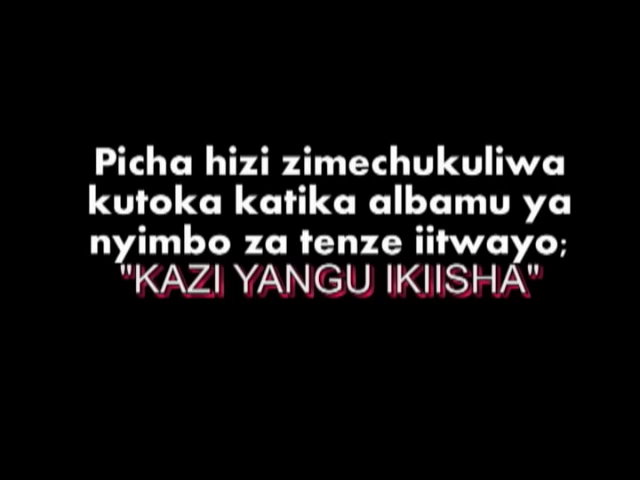 Picha hizi zimechukuliwa
kutoka katika albamu ya
nyimbo za tenze iitwayo;
"KAZI YANGU IKIISHA"